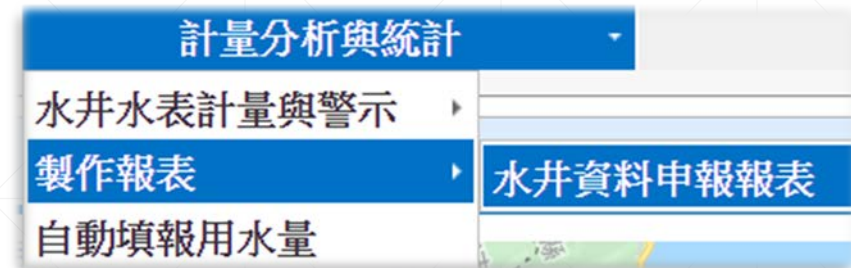 計量分析與統計
水井水表計量與警示
製作報表
水井資料申報報表
自動填報用水量